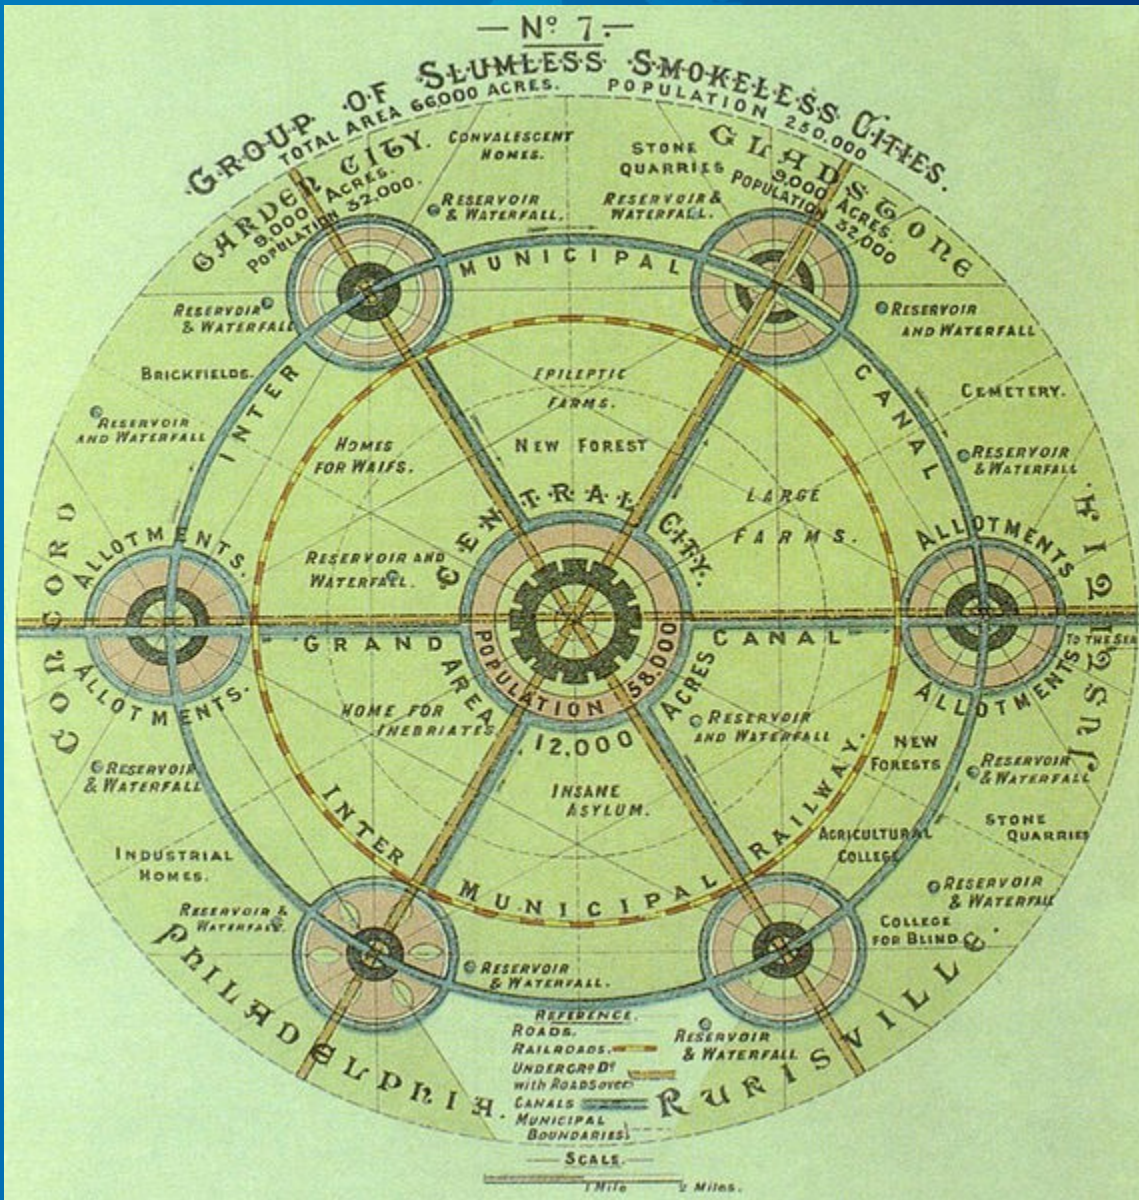 — Nº 7. —
GROUP OF SLUMLESS SMOKELESS CITIES.
TOTAL AREA 66,000 ACRES. POPULATION 250,000
GARDEN CITY.
9,000 ACRES.
POPULATION 32,000.
CONVALESCENT
HOMES.
STONE
QUARRIES
GLADSTONE
9,000 ACRES.
POPULATION 32,000
RESERVOIR
& WATERFALL.
RESERVOIR &
WATERFALL.
INTER MUNICIPAL CANAL
RESERVOIR
& WATERFALL
RESERVOIR
AND WATERFALL
BRICKFIELDS.
EPILEPTIC
FARMS.
CEMETERY.
RESERVOIR
AND WATERFALL
HOMES
FOR WAIFS.
NEW FOREST
RESERVOIR
& WATERFALL
LARGE
FARMS.
CENTRAL CITY.
CONCORD
ALLOTMENTS.
RESERVOIR AND
WATERFALL.
ALLOTMENTS
GRAND CANAL
TO THE SEA
POPULATION 58,000
AREA 12,000 ACRES
ALLOTMENTS.
ALLOTMENTS
HOME FOR
INEBRIATES.
RESERVOIR
AND WATERFALL
NEW
FORESTS
RESERVOIR
& WATERFALL
RESERVOIR
& WATERFALL
INSANE
ASYLUM.
STONE
QUARRIES
AGRICULTURAL
COLLEGE
INTER MUNICIPAL RAILWAY.
INDUSTRIAL
HOMES.
RESERVOIR
& WATERFALL
RESERVOIR &
WATERFALL.
COLLEGE
FOR BLIND
RESERVOIR
& WATERFALL.
PHILADELPHIA.
RURISVILLE.
REFERENCE.
ROADS.
RAILROADS.
UNDERGRD Dº
with ROADS over
CANALS
MUNICIPAL
BOUNDARIES
RESERVOIR
& WATERFALL
SCALE.
1 Mile 2 Miles.